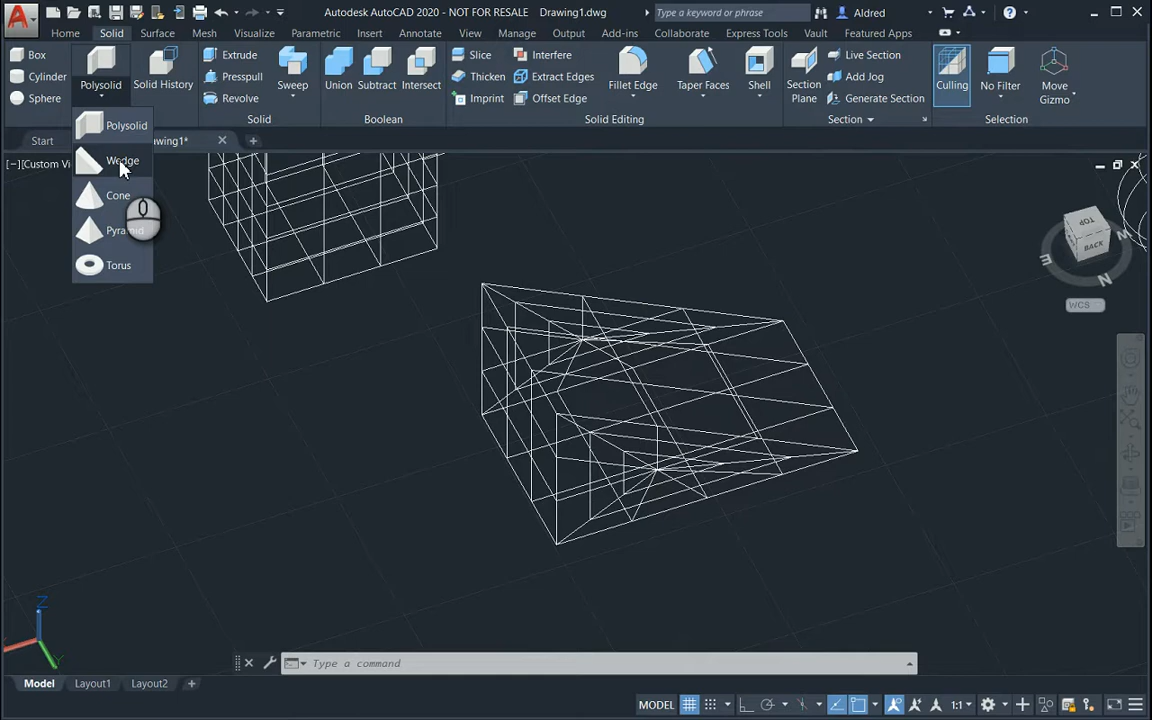 Autodesk AutoCAD 2020 - NOT FOR RESALE Drawing1.dwg
Type a keyword or phrase
Aldred
Home Solid Surface Mesh Visualize Parametric Insert Annotate View Manage Output Add-ins Collaborate Express Tools Vault Featured Apps
Box
Cylinder
Sphere
Polysolid
Solid History
Extrude
Presspull
Revolve
Sweep
Solid
Union Subtract Intersect
Boolean
Slice
Thicken
Imprint
Interfere
Extract Edges
Offset Edge
Fillet Edge Taper Faces Shell
Solid Editing
Section
Plane
Live Section
Add Jog
Generate Section
Section
Culling No Filter Move
Gizmo
Selection
Start
rawing1*
[−][Custom Vi
Polysolid
Wedge
Cone
Pyramid
Torus
TOP
BACK
E
N
WCS
Z
Y
Type a command
Model Layout1 Layout2
MODEL
1:1